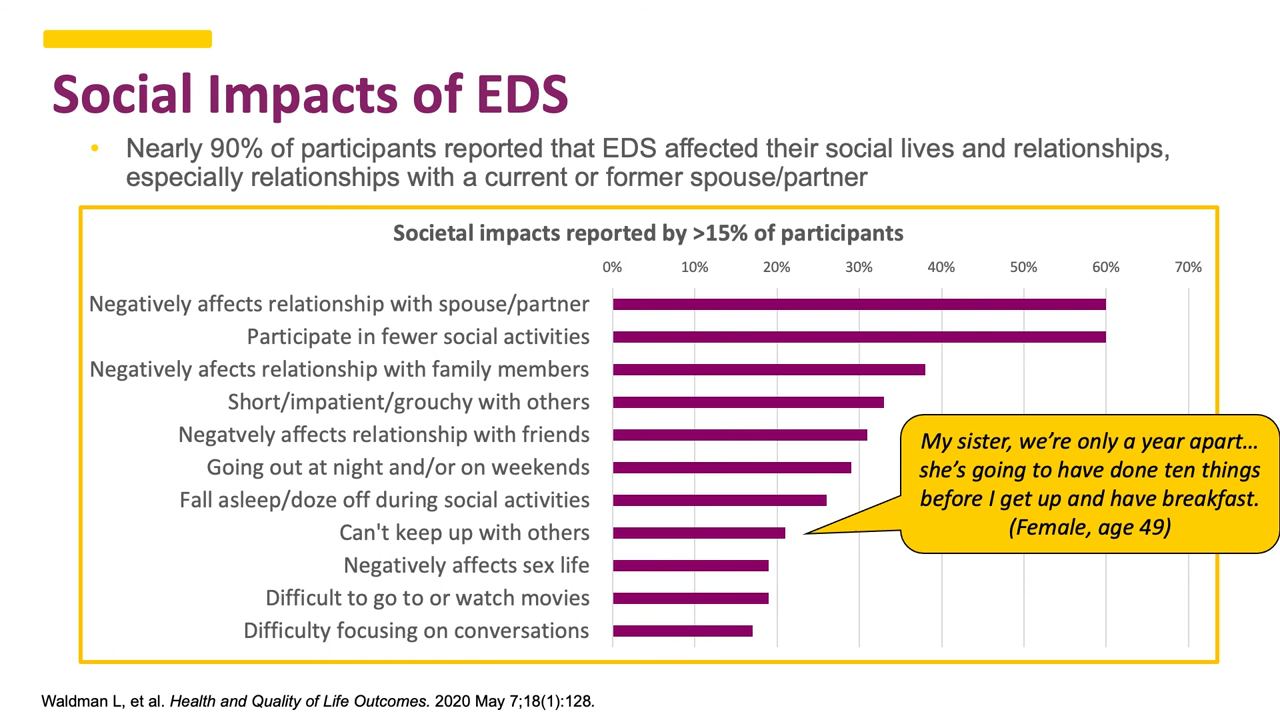 Social Impacts of EDS
• Nearly 90% of participants reported that EDS affected their social lives and relationships,
especially relationships with a current or former spouse/partner
Societal impacts reported by >15% of participants
0% 10% 20% 30% 40% 50% 60% 70%
Negatively affects relationship with spouse/partner
Participate in fewer social activities
Negatively afects relationship with family members
Short/impatient/grouchy with others
Negatvely affects relationship with friends
Going out at night and/or on weekends
Fall asleep/doze off during social activities
Can't keep up with others
Negatively affects sex life
Difficult to go to or watch movies
Difficulty focusing on conversations
My sister, we’re only a year apart…
she’s going to have done ten things
before I get up and have breakfast.
(Female, age 49)
Waldman L, et al. Health and Quality of Life Outcomes. 2020 May 7;18(1):128.